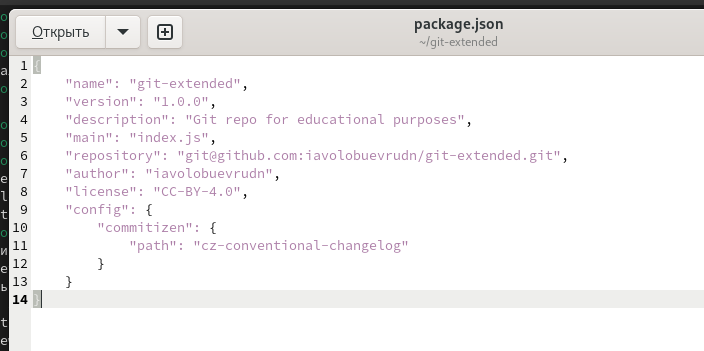 Открыть
package.json
~/git-extended
1 {
2 "name": "git-extended",
3 "version": "1.0.0",
4 "description": "Git repo for educational purposes",
5 "main": "index.js",
6 "repository": "git@github.com:iavolobuevrudn/git-extended.git",
7 "author": "iavolobuevrudn",
8 "license": "CC-BY-4.0",
9 "config": {
10 "commitizen": {
11 "path": "cz-conventional-changelog"
12 }
13 }
14 }